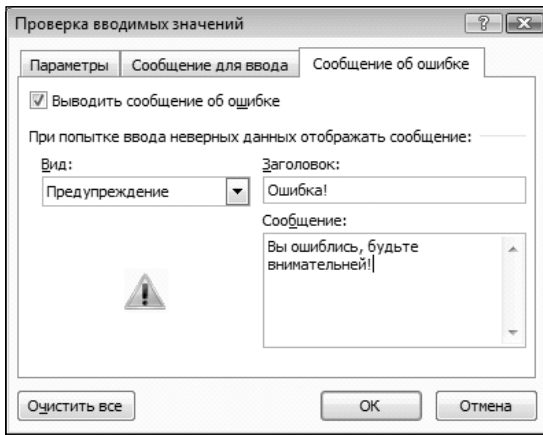 Проверка вводимых значений
Параметры Сообщение для ввода Сообщение об ошибке
Выводить сообщение об ошибке
При попытке ввода неверных данных отображать сообщение:
Вид: Заголовок:
Предупреждение Ошибка!
Сообщение:
Вы ошиблись, будьте
внимательней!
Очистить все ОК Отмена